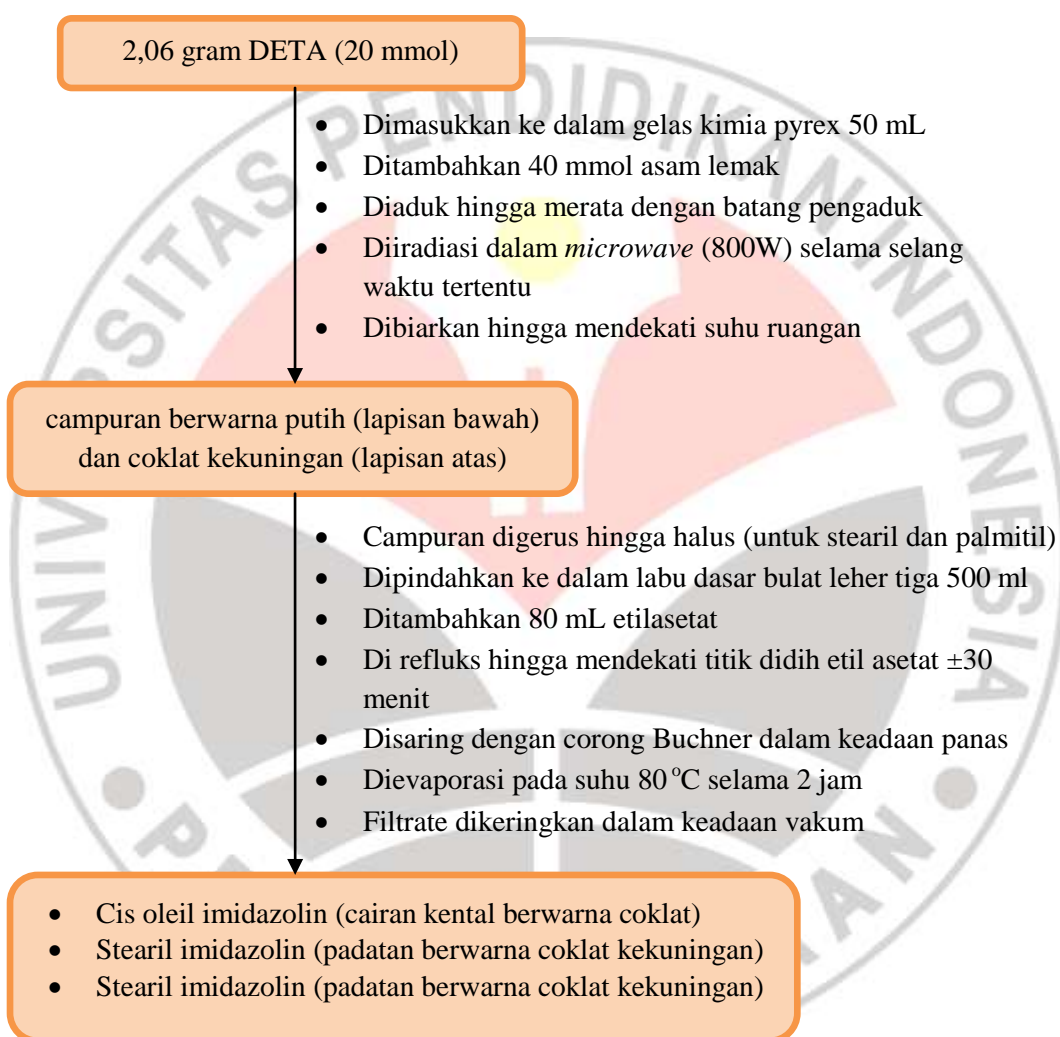 2,06 gram DETA (20 mmol)
• Dimasukkan ke dalam gelas kimia pyrex 50 mL
• Ditambahkan 40 mmol asam lemak
• Diaduk hingga merata dengan batang pengaduk
• Diiradiasi dalam microwave (800W) selama selang
waktu tertentu
• Dibiarkan hingga mendekati suhu ruangan
campuran berwarna putih (lapisan bawah)
dan coklat kekuningan (lapisan atas)
• Campuran digerus hingga halus (untuk stearil dan palmitil)
• Dipindahkan ke dalam labu dasar bulat leher tiga 500 ml
• Ditambahkan 80 mL etilasetat
• Di refluks hingga mendekati titik didih etil asetat ±30
menit
• Disaring dengan corong Buchner dalam keadaan panas
• Dievaporasi pada suhu 80 °C selama 2 jam
• Filtrate dikeringkan dalam keadaan vakum
• Cis oleil imidazolin (cairan kental berwarna coklat)
• Stearil imidazolin (padatan berwarna coklat kekuningan)
• Stearil imidazolin (padatan berwarna coklat kekuningan)